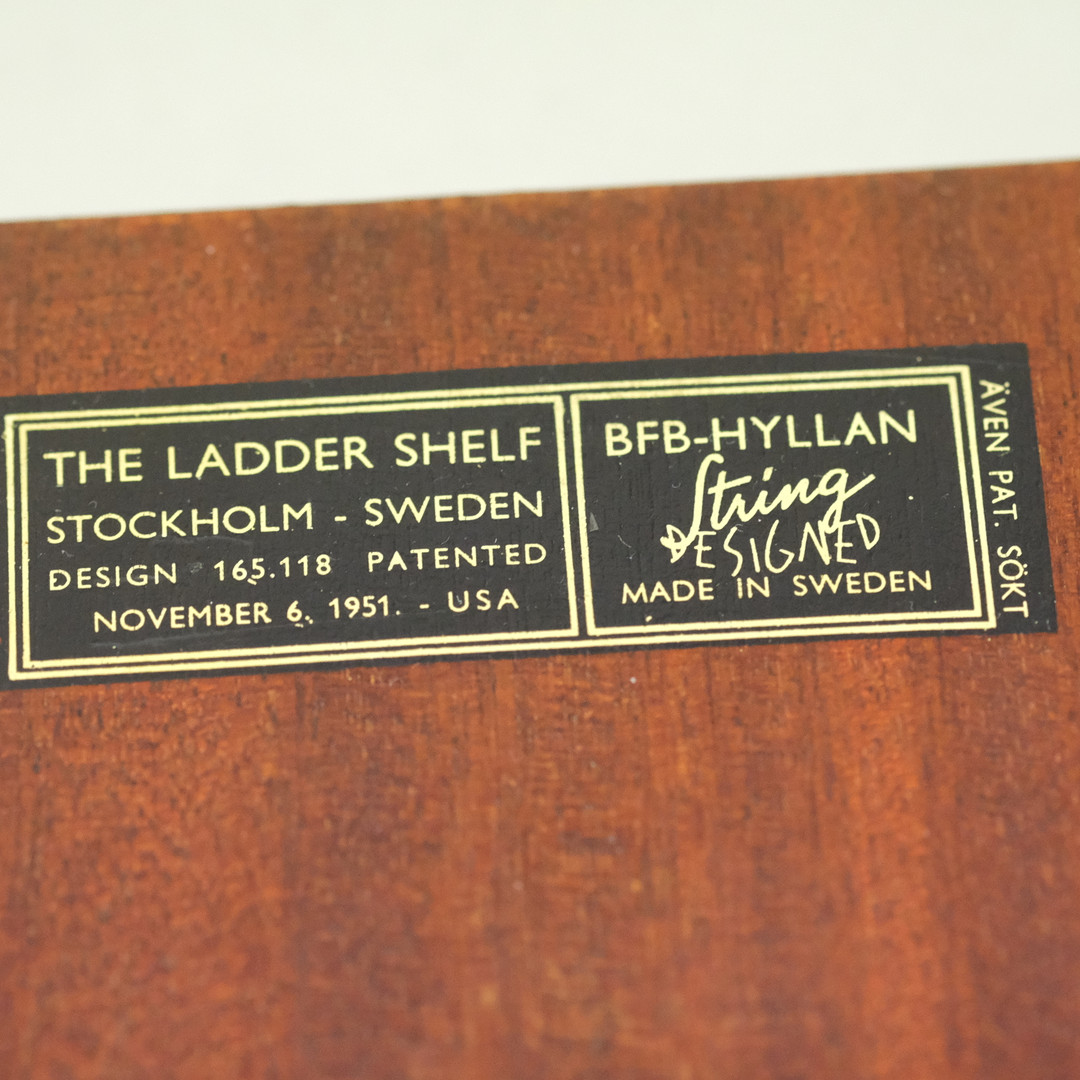 THE LADDER SHELF
STOCKHOLM - SWEDEN
DESIGN 165.118 PATENTED
NOVEMBER 6. 1951. - USA
BFB-HYLLAN
String
DESIGNED
MADE IN SWEDEN
ÄVEN PAT. SÖKT